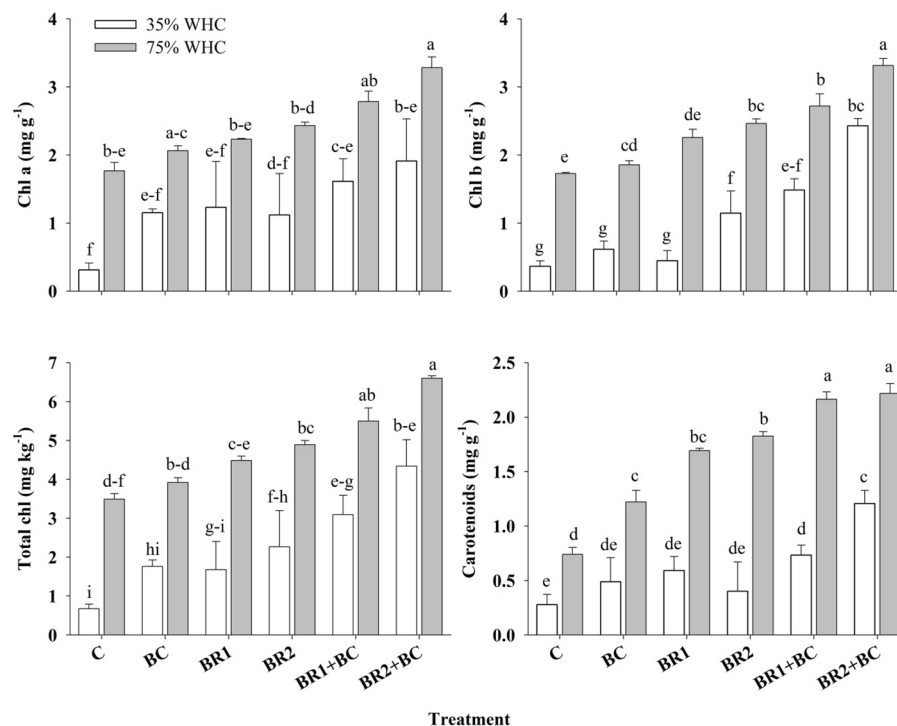 35% WHC
75% WHC
Chl a (mg g-1)
4
3
2
1
0
f
b-e
e-f
a-c
e-f
b-e
d-f
b-d
c-e
ab
b-e
a
Chl b (mg g-1)
4
3
2
1
0
g
e
g
cd
g
de
f
bc
e-f
b
bc
a
Total chl (mg kg-1)
7
6
5
4
3
2
1
0
i
d-f
hi
b-d
g-i
c-e
f-h
bc
e-g
ab
b-e
a
C
BC
BR1
BR2
BR1+BC
BR2+BC
Carotenoids (mg g-1)
2.5
2.0
1.5
1.0
0.5
0.0
e
d
de
c
de
bc
de
b
d
a
c
a
C
BC
BR1
BR2
BR1+BC
BR2+BC
Treatment